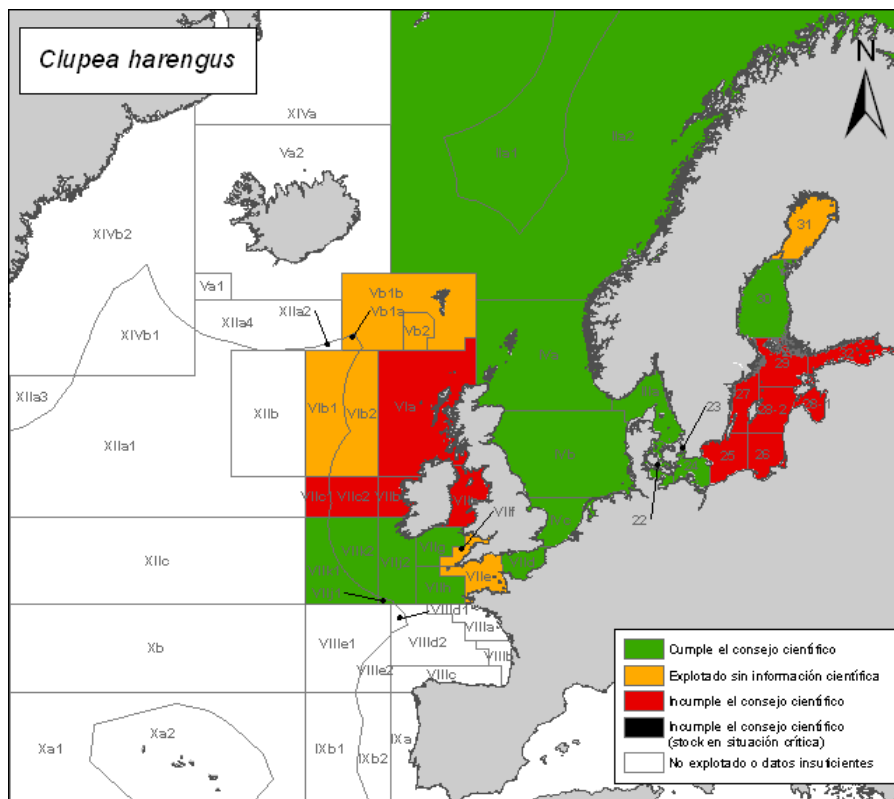 Clupea harengus
N
XIVa
Va2
IIa1
IIa2
XIVb2
31
Va1
Vb1b
30
XIIa2
Vb1a
XIIa4
Vb2
XIVb1
IVa
29
IIIa
XIIa3
XIIb
VIb1
VIb2
VIa
27
28-2
28-1
23
XIIa1
IVb
25
26
24
VIIc1
VIIc2
VIIb
VIIa
VIIf
22
IVc
XIIc
VIIk2
VIIj2
VIIg
VIId
VIIk1
VIIh
VIIe
VIIj1
VIIId1
Xb
VIIIe1
VIIId2
VIIIa
VIIIb
VIIIe2
VIIIc
Xa1
Xa2
IXb1
IXb2
IXa
Cumple el consejo científico
Explotado sin información científica
Incumple el consejo científico
Incumple el consejo científico
(stock en situación crítica)
No explotado o datos insuficientes